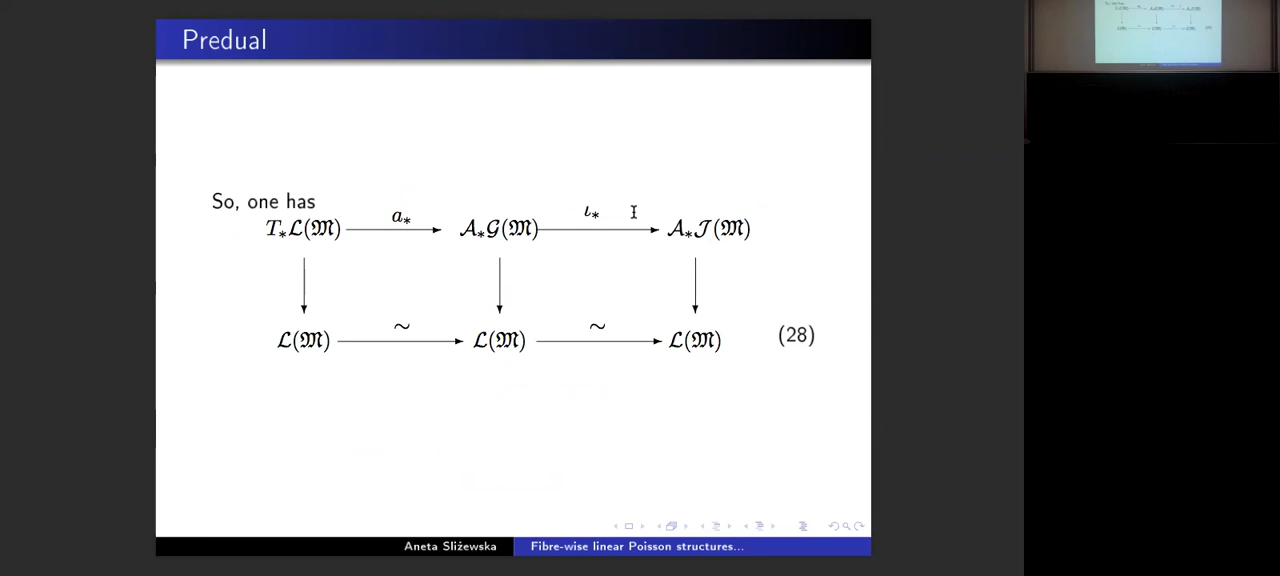 Predual
So, one has
T∗ℒ(𝔐) a∗ 𝒜∗𝒢(𝔐) ι∗ 𝒜∗𝒥(𝔐)
ℒ(𝔐) ∼ ℒ(𝔐) ∼ ℒ(𝔐) (28)
Aneta Sliżewska Fibre-wise linear Poisson structures...